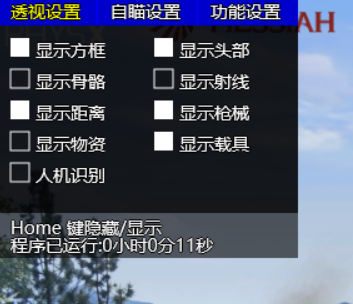 透视设置 自瞄设置 功能设置
MESSIAH
显示方框 显示头部
显示骨骼 显示射线
显示距离 显示枪械
显示物资 显示载具
人机识别
Home 键隐藏/显示
程序已运行:0小时0分11秒